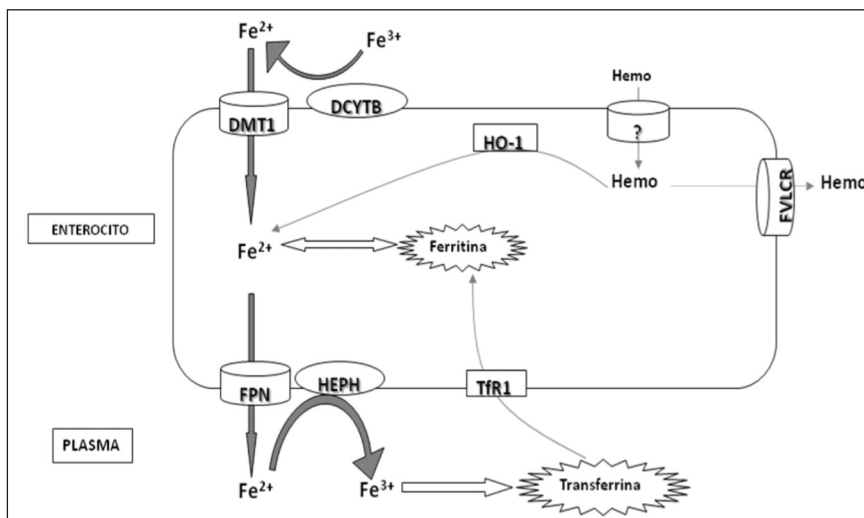 Fe2+
Fe3+
Hemo
DMT1
DCYTB
?
HO-1
Hemo
FVLCR
Hemo
ENTEROCITO
Fe2+
Ferritina
FPN
HEPH
TfR1
PLASMA
Fe2+
Fe3+
Transferrina